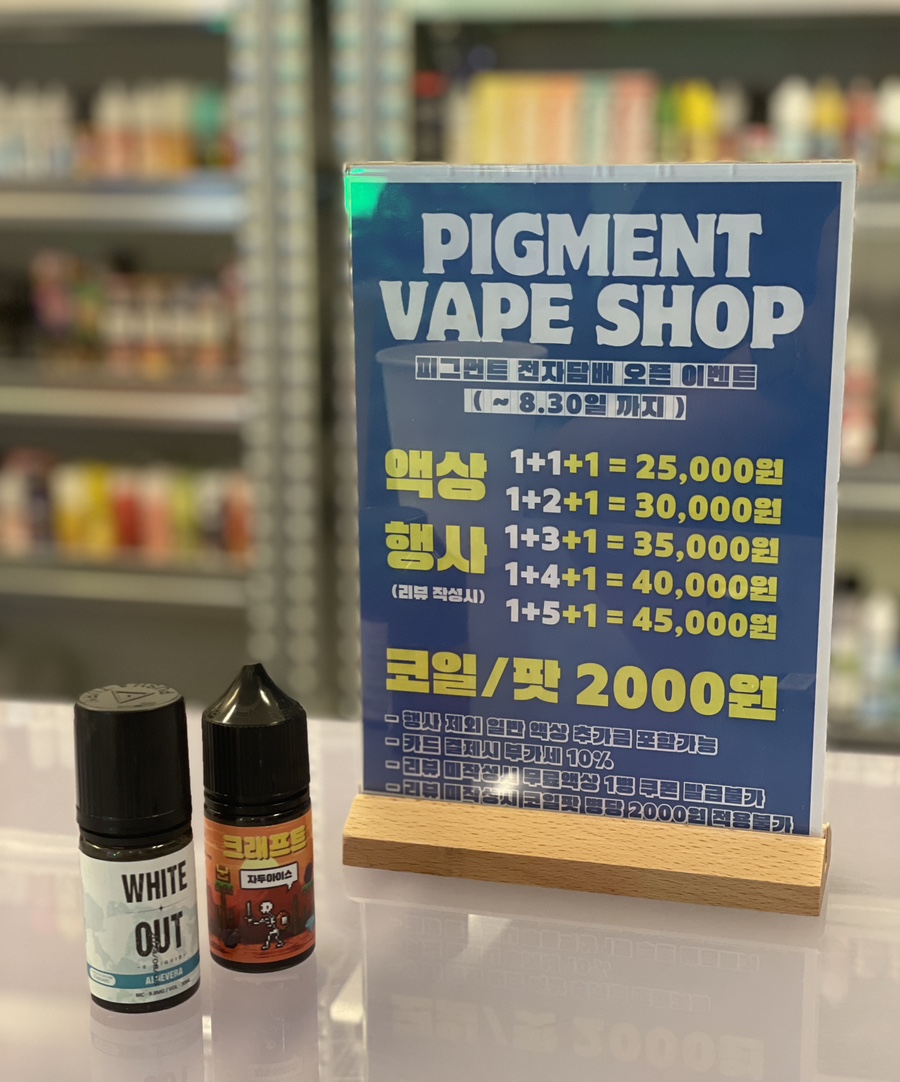 PIGMENT
VAPE SHOP
피그먼트 전자담배 오픈 이벤트
( ~ 8.30일 까지 )
액상
행사
(리뷰 작성시)
1+1+1 = 25,000원
1+2+1 = 30,000원
1+3+1 = 35,000원
1+4+1 = 40,000원
1+5+1 = 45,000원
코일/팟 2000원
- 행사 제외 일반 액상 추가금 포함가능
- 카드 결제시 부가세 10%
- 리뷰 미작성시 무료액상 1병 쿠폰 발급불가
- 리뷰 미작성시 코일팟 평당 2000원 적용불가
WHITE
OUT
ALOEVERA
크래프트
자두아이스